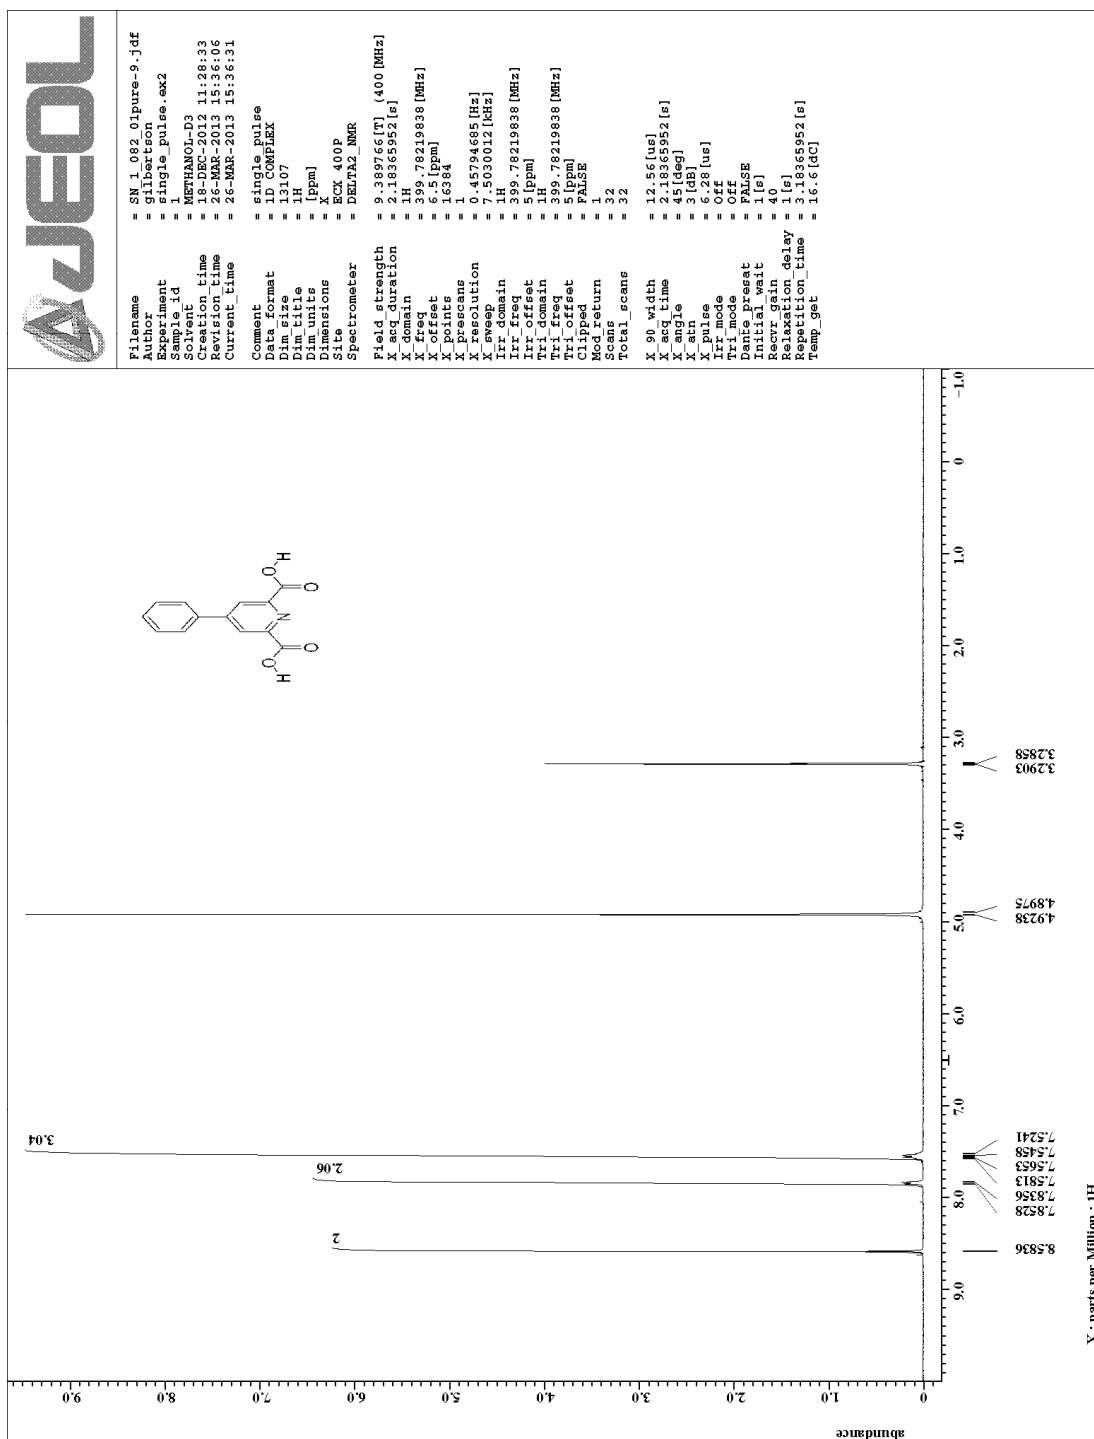 JEOL
Filename = SN_1_082_01pure-9.jdf
Author = gilbertson
Experiment = single_pulse.ex2
Sample_id = 1
Solvent = METHANOL-D3
Creation_time = 18-DEC-2012 11:28:33
Revision_time = 26-MAR-2013 15:36:06
Current_time = 26-MAR-2013 15:36:31
Comment = single_pulse
Data_format = 1D COMPLEX
Dim_size = 13107
Dim_title = 1H
Dim_units = [ppm]
Dimensions = X
Site = ECX 400P
Spectrometer = DELTA2_NMR
Field_strength = 9.389766[T] (400[MHz]
X_acq_duration = 2.18365952[s]
X_domain = 1H
X_freq = 399.78219838[MHz]
X_offset = 6.5[ppm]
X_points = 16384
X_prescans = 1
X_resolution = 0.45794685[Hz]
X_sweep = 7.5030012[kHz]
Irr_domain = 1H
Irr_freq = 399.78219838[MHz]
Irr_offset = 5[ppm]
Tri_domain = 1H
Tri_freq = 399.78219838[MHz]
Tri_offset = 5[ppm]
Clipped = FALSE
Mod_return = 1
Scans = 32
Total_scans = 32
X_90_width = 12.56[us]
X_acq_time = 2.18365952[s]
X_angle = 45[deg]
X_atn = 3[dB]
X_pulse = 6.28[us]
Irr_mode = Off
Tri_mode = Off
Dante_presat = FALSE
Initial_wait = 1[s]
Recvr_gain = 40
Relaxation_delay = 1[s]
Repetition_time = 3.18365952[s]
Temp_get = 16.6[dC]
H O O N O O H
3.04
2.06
2
abundance
0 1.0 2.0 3.0 4.0 5.0 6.0 7.0 8.0 9.0
9.0 8.0 7.0 6.0 5.0 4.0 3.0 2.0 1.0 0 -1.0
8.5836
7.8528
7.8356
7.5813
7.5653
7.5458
7.5241
4.9238
4.8975
3.2903
3.2858
X : parts per Million : 1H